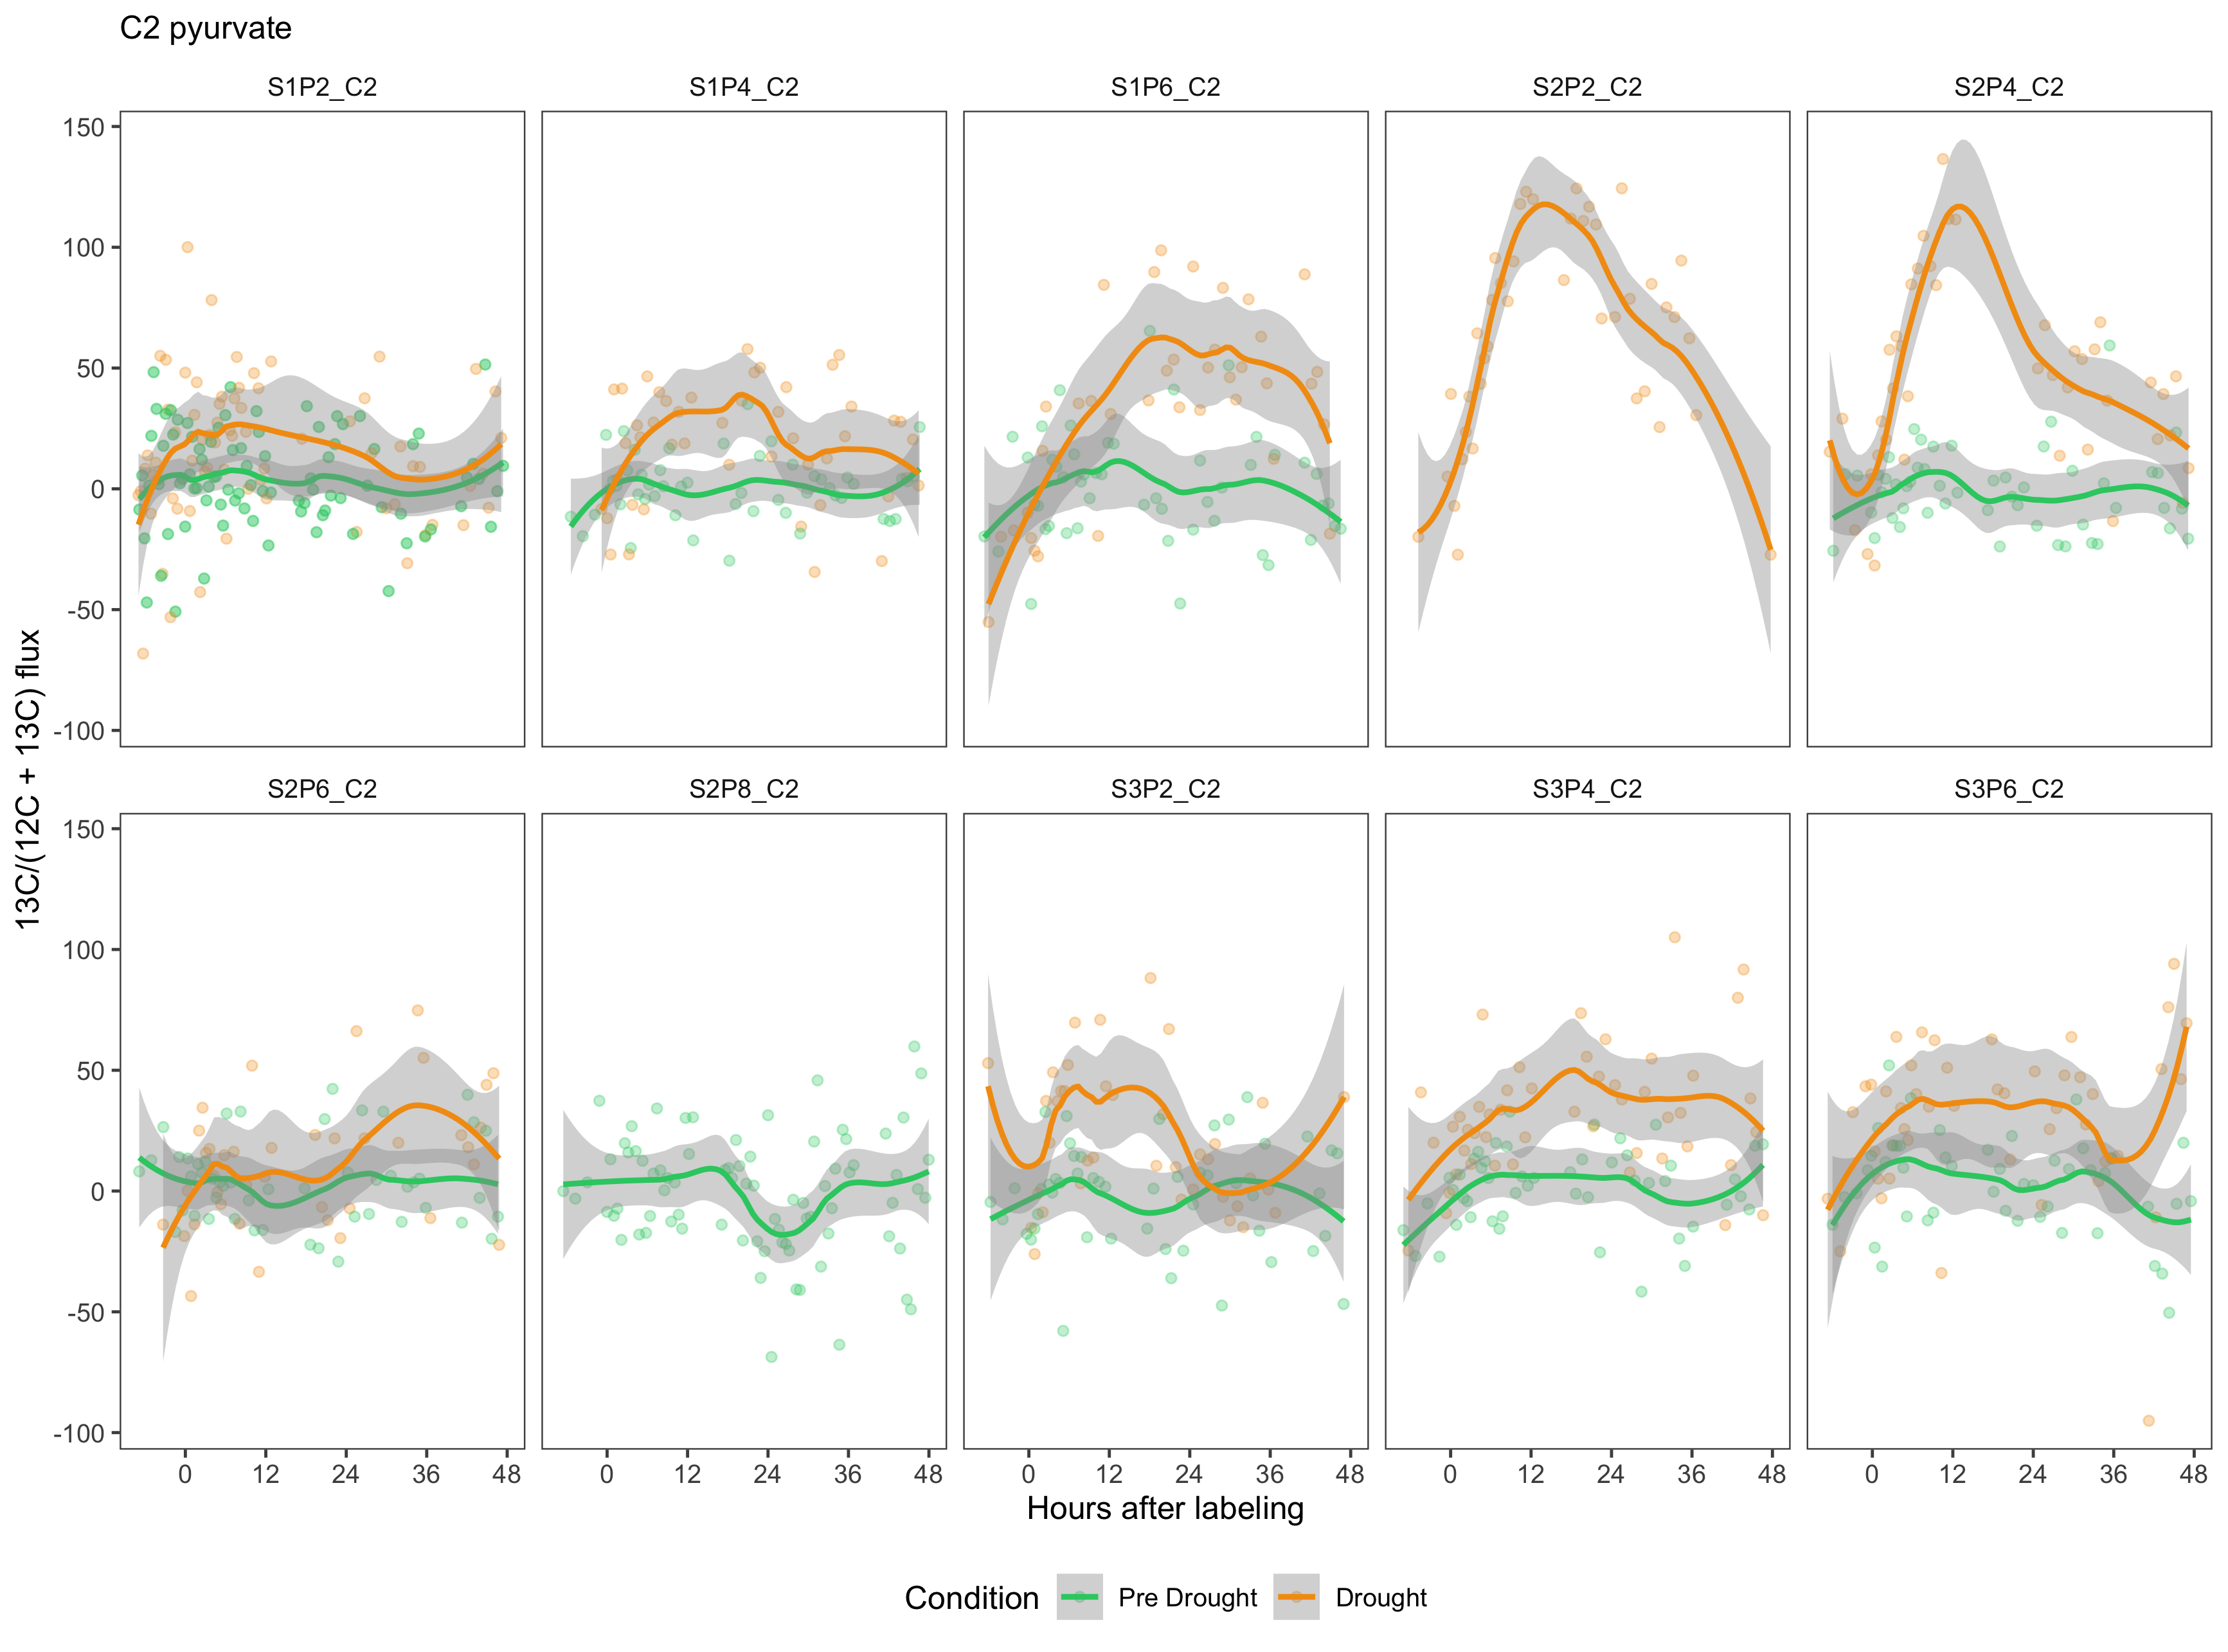 C2 pyurvate
S1P2_C2 S1P4_C2 S1P6_C2 S2P2_C2 S2P4_C2
150
100
50
0
-50
-100
13C/(12C + 13C) flux
S2P6_C2 S2P8_C2 S3P2_C2 S3P4_C2 S3P6_C2
150
100
50
0
-50
-100
0 12 24 36 48 0 12 24 36 48 0 12 24 36 48 0 12 24 36 48 0 12 24 36 48
Hours after labeling
Condition Pre Drought Drought